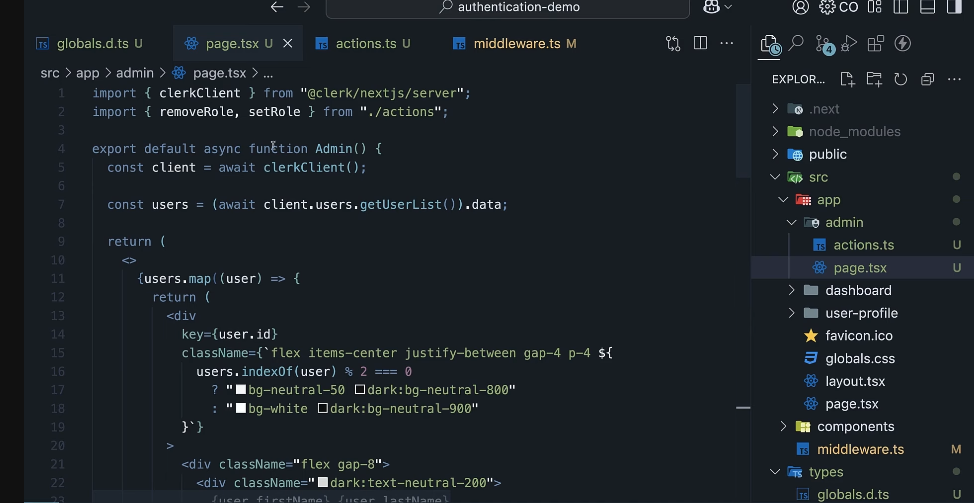 authentication-demo
CO
globals.d.ts U
page.tsx U
actions.ts U
middleware.ts M
src > app > admin > page.tsx > ...
1 import { clerkClient } from "@clerk/nextjs/server";
2 import { removeRole, setRole } from "./actions";
3
4 export default async function Admin() {
5 const client = await clerkClient();
6
7 const users = (await client.users.getUserList()).data;
8
9 return (
10 <>
11 {users.map((user) => {
12 return (
13 <div
14 key={user.id}
15 className={`flex items-center justify-between gap-4 p-4 ${
16 users.indexOf(user) % 2 === 0
17 ? "bg-neutral-50 dark:bg-neutral-800"
18 : "bg-white dark:bg-neutral-900"
19 }`}
20 >
21 <div className="flex gap-8">
22 <div className="dark:text-neutral-200">
23 {user.firstName} {user.lastName}
4
EXPLOR...
.next
node_modules
public
src
app
admin
actions.ts U
page.tsx U
dashboard
user-profile
favicon.ico
globals.css
layout.tsx
page.tsx
components
middleware.ts M
types
globals.d.ts U